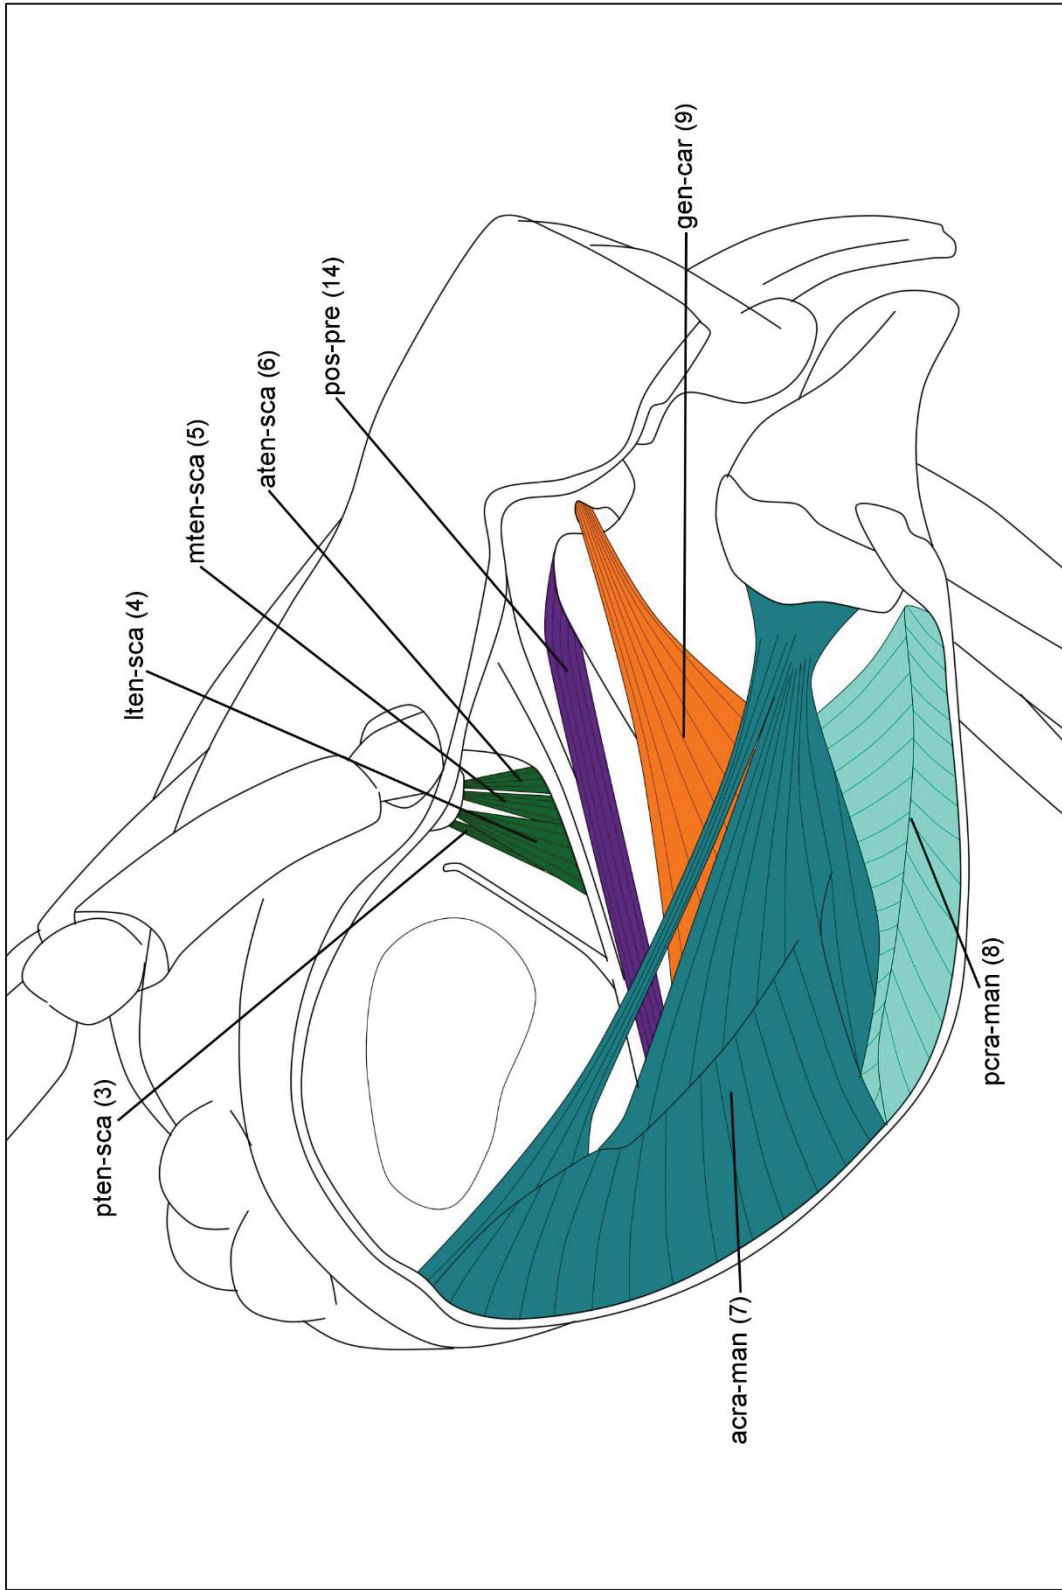 pten-sca (3)
lten-sca (4)
mten-sca (5)
aten-sca (6)
pos-pre (14)
gen-car (9)
acra-man (7)
pcra-man (8)